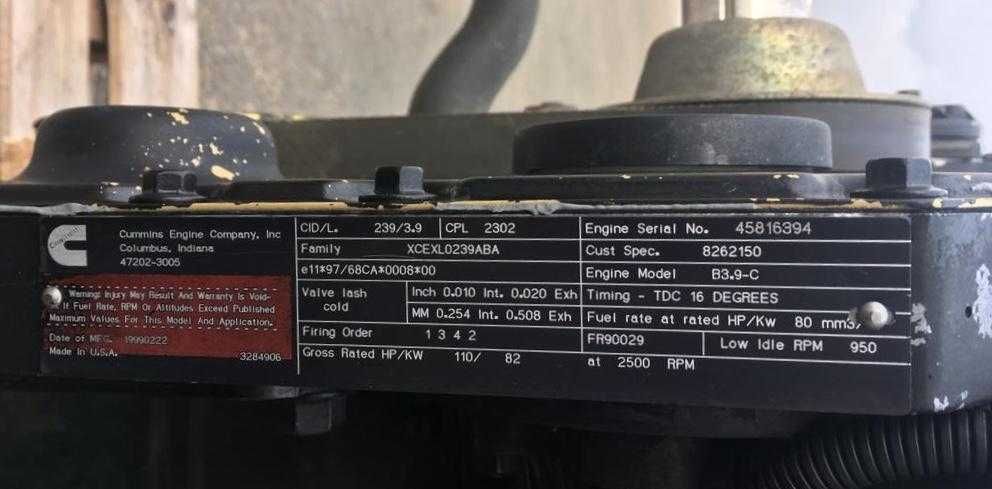 Cummins Engine Company, Inc
Columbus, Indiana
47202-3005
Warning: Injury May Result And Warranty Is Void-
If Fuel Rate, RPM Or Altitudes Exceed Published
Maximum Values For This Model And Application.
Date of MFG. 19990222
Made in U.S.A. 3284906
CID/L. 239/3.9 CPL 2302
Family XCEXL0239ABA
e11*97/68CA*0008*00
Valve lash cold Inch 0.010 Int. 0.020 Exh
MM 0.254 Int. 0.508 Exh
Firing Order 1 3 4 2
Gross Rated HP/KW 110/ 82 at 2500 RPM
Engine Serial No. 45816394
Cust Spec. 8262150
Engine Model B3.9-C
Timing - TDC 16 DEGREES
Fuel rate at rated HP/Kw 80 mm3/
FR90029 Low Idle RPM 950